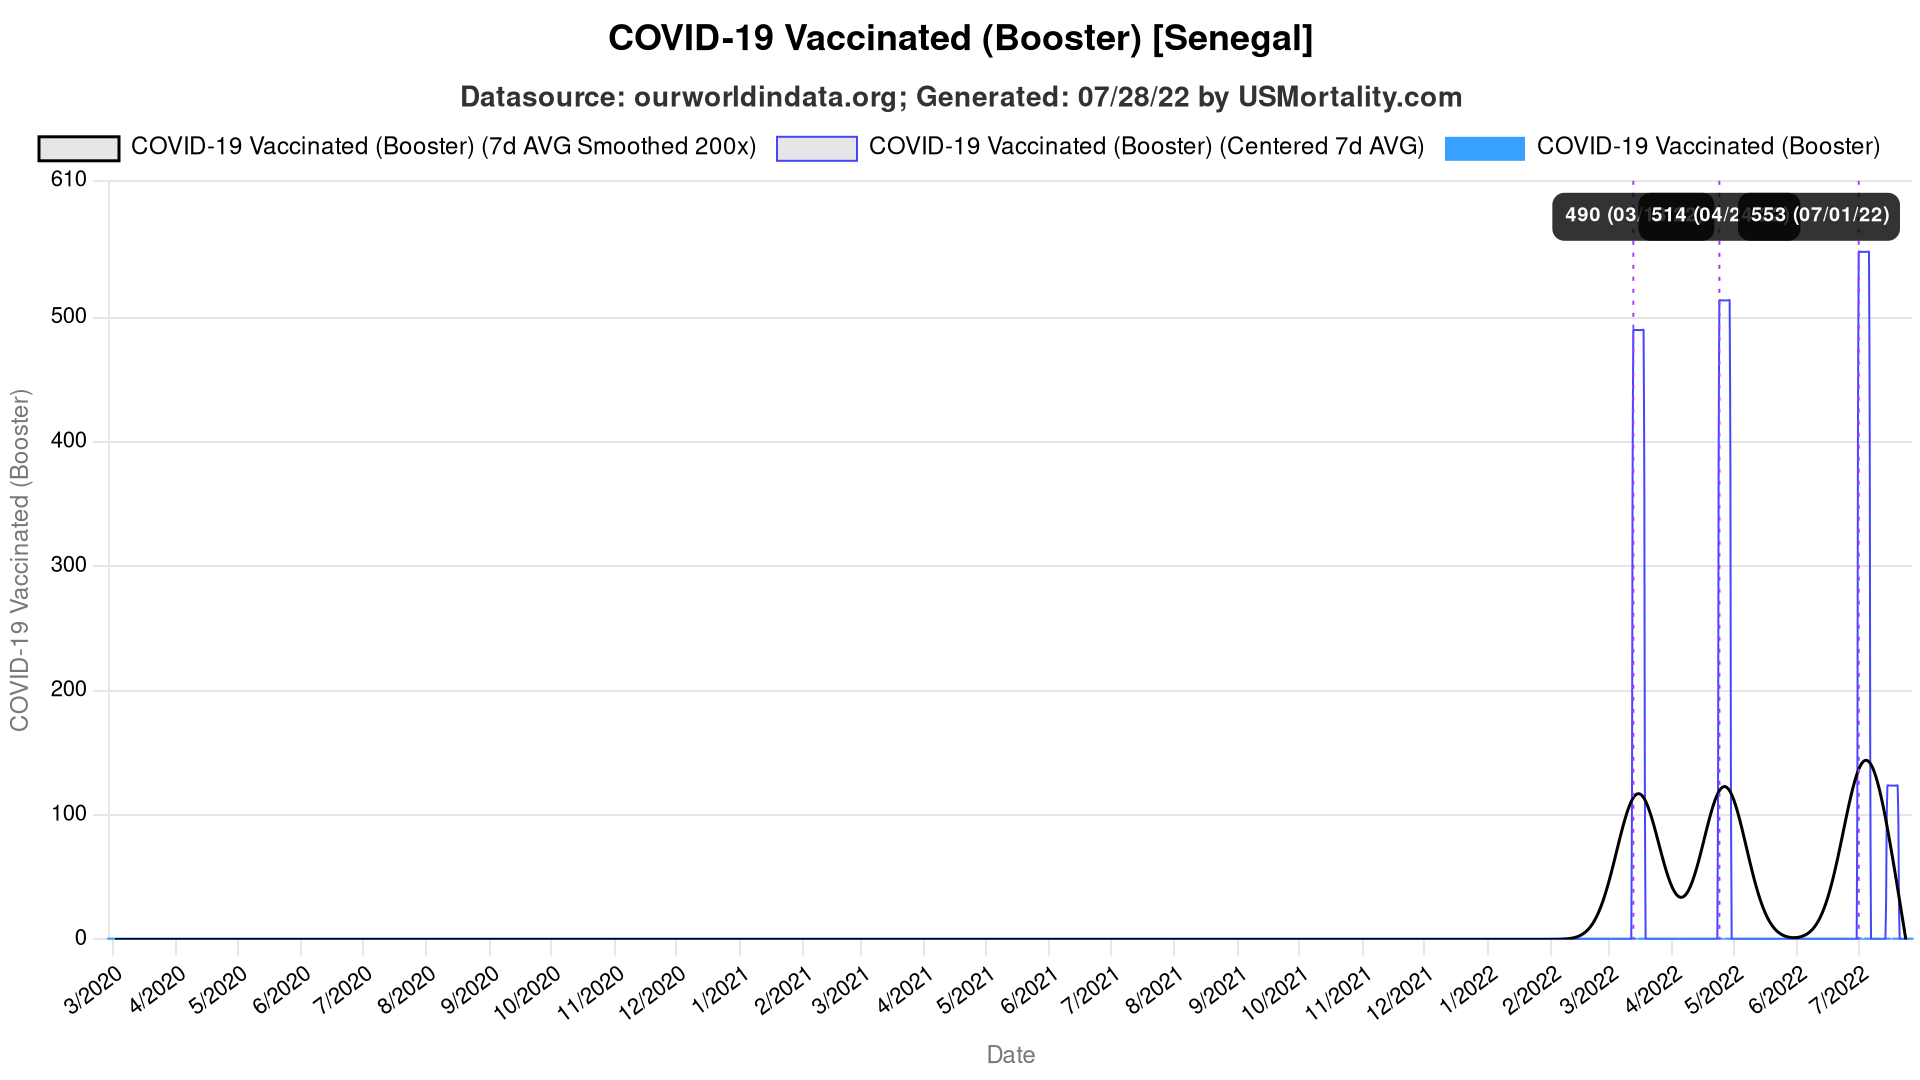 COVID-19 Vaccinated (Booster) [Senegal]
Datasource: ourworldindata.org; Generated: 07/28/22 by USMortality.com
COVID-19 Vaccinated (Booster) (7d AVG Smoothed 200x) COVID-19 Vaccinated (Booster) (Centered 7d AVG) COVID-19 Vaccinated (Booster)
610
490 (03/ 514 (04/2 553 (07/01/22)
500
400
300
200
100
0
COVID-19 Vaccinated (Booster)
3/2020 4/2020 5/2020 6/2020 7/2020 8/2020 9/2020 10/2020 11/2020 12/2020 1/2021 2/2021 3/2021 4/2021 5/2021 6/2021 7/2021 8/2021 9/2021 10/2021 11/2021 12/2021 1/2022 2/2022 3/2022 4/2022 5/2022 6/2022 7/2022
Date